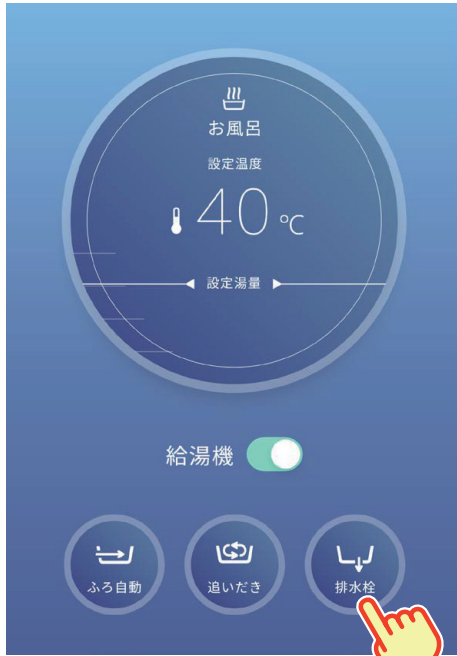 お風呂
設定温度
40℃
◀ 設定湯量 ▶
給湯機
ふろ自動
追いだき
排水栓